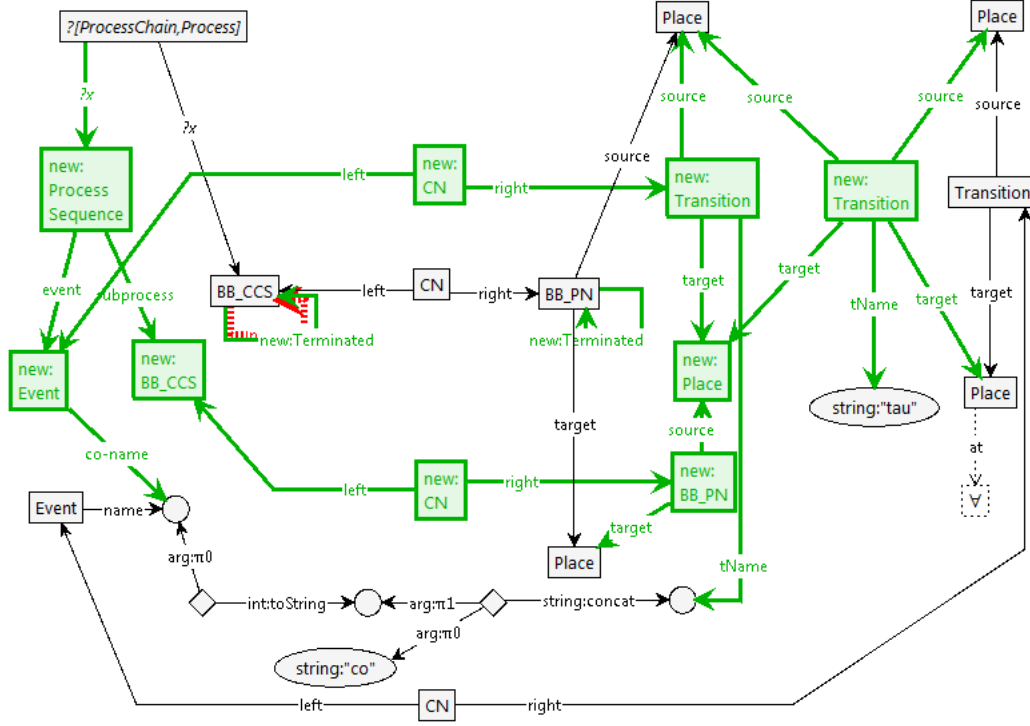 ?[ProcessChain,Process]
Place
Place
?x
?x
source
source
source
source
source
new:
Process
Sequence
left
new:
CN
right
new:
Transition
new:
Transition
Transition
event
subprocess
BB_CCS
left
CN
right
BB_PN
target
target
target
target
tName
new:Terminated
new:Terminated
new:
Event
new:
BB_CCS
new:
Place
string:"tau"
Place
co-name
target
source
at
left
new:
CN
right
new:
BB_PN
∀
Event
name
target
arg:π0
Place
tName
int:toString
arg:π1
string:concat
arg:π0
string:"co"
left
CN
right